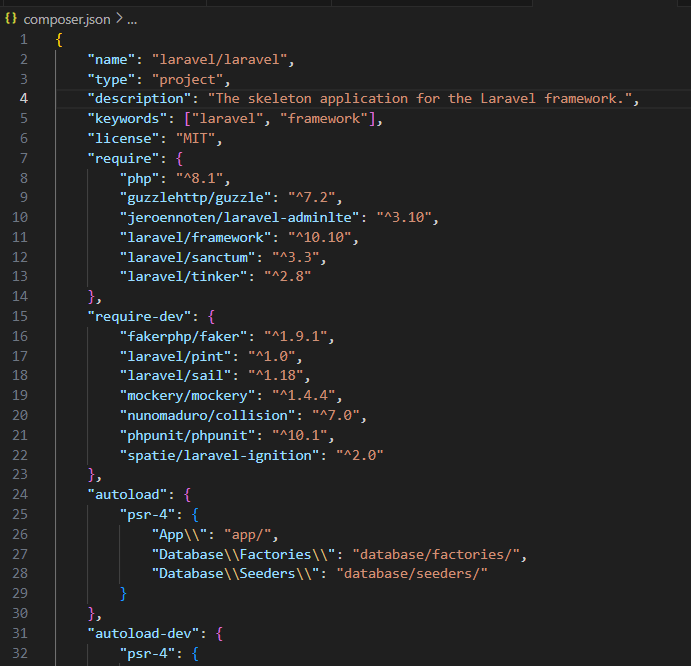 {} composer.json > ...
1 {
2 "name": "laravel/laravel",
3 "type": "project",
4 "description": "The skeleton application for the Laravel framework.",
5 "keywords": ["laravel", "framework"],
6 "license": "MIT",
7 "require": {
8 "php": "^8.1",
9 "guzzlehttp/guzzle": "^7.2",
10 "jeroennoten/laravel-adminlte": "^3.10",
11 "laravel/framework": "^10.10",
12 "laravel/sanctum": "^3.3",
13 "laravel/tinker": "^2.8"
14 },
15 "require-dev": {
16 "fakerphp/faker": "^1.9.1",
17 "laravel/pint": "^1.0",
18 "laravel/sail": "^1.18",
19 "mockery/mockery": "^1.4.4",
20 "nunomaduro/collision": "^7.0",
21 "phpunit/phpunit": "^10.1",
22 "spatie/laravel-ignition": "^2.0"
23 },
24 "autoload": {
25 "psr-4": {
26 "App\\": "app/",
27 "Database\\Factories\\": "database/factories/",
28 "Database\\Seeders\\": "database/seeders/"
29 }
30 },
31 "autoload-dev": {
32 "psr-4": {